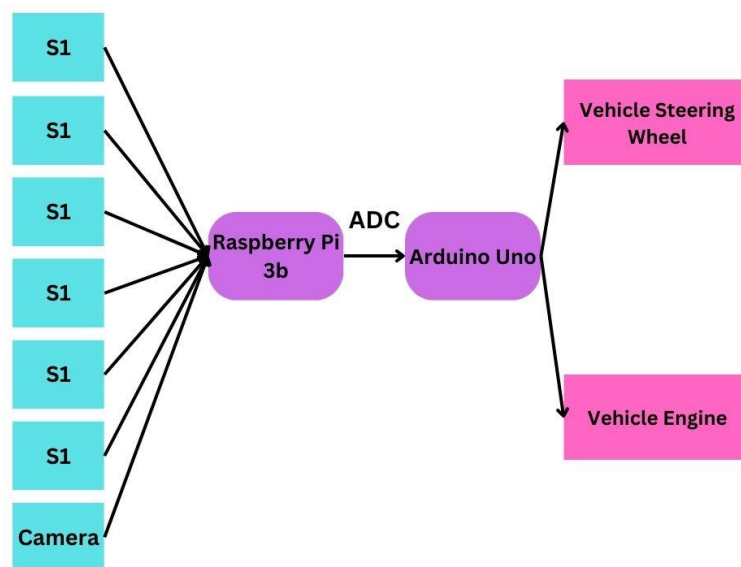 S1
S1
S1
S1
S1
S1
Camera
Raspberry Pi
3b
ADC
Arduino Uno
Vehicle Steering
Wheel
Vehicle Engine